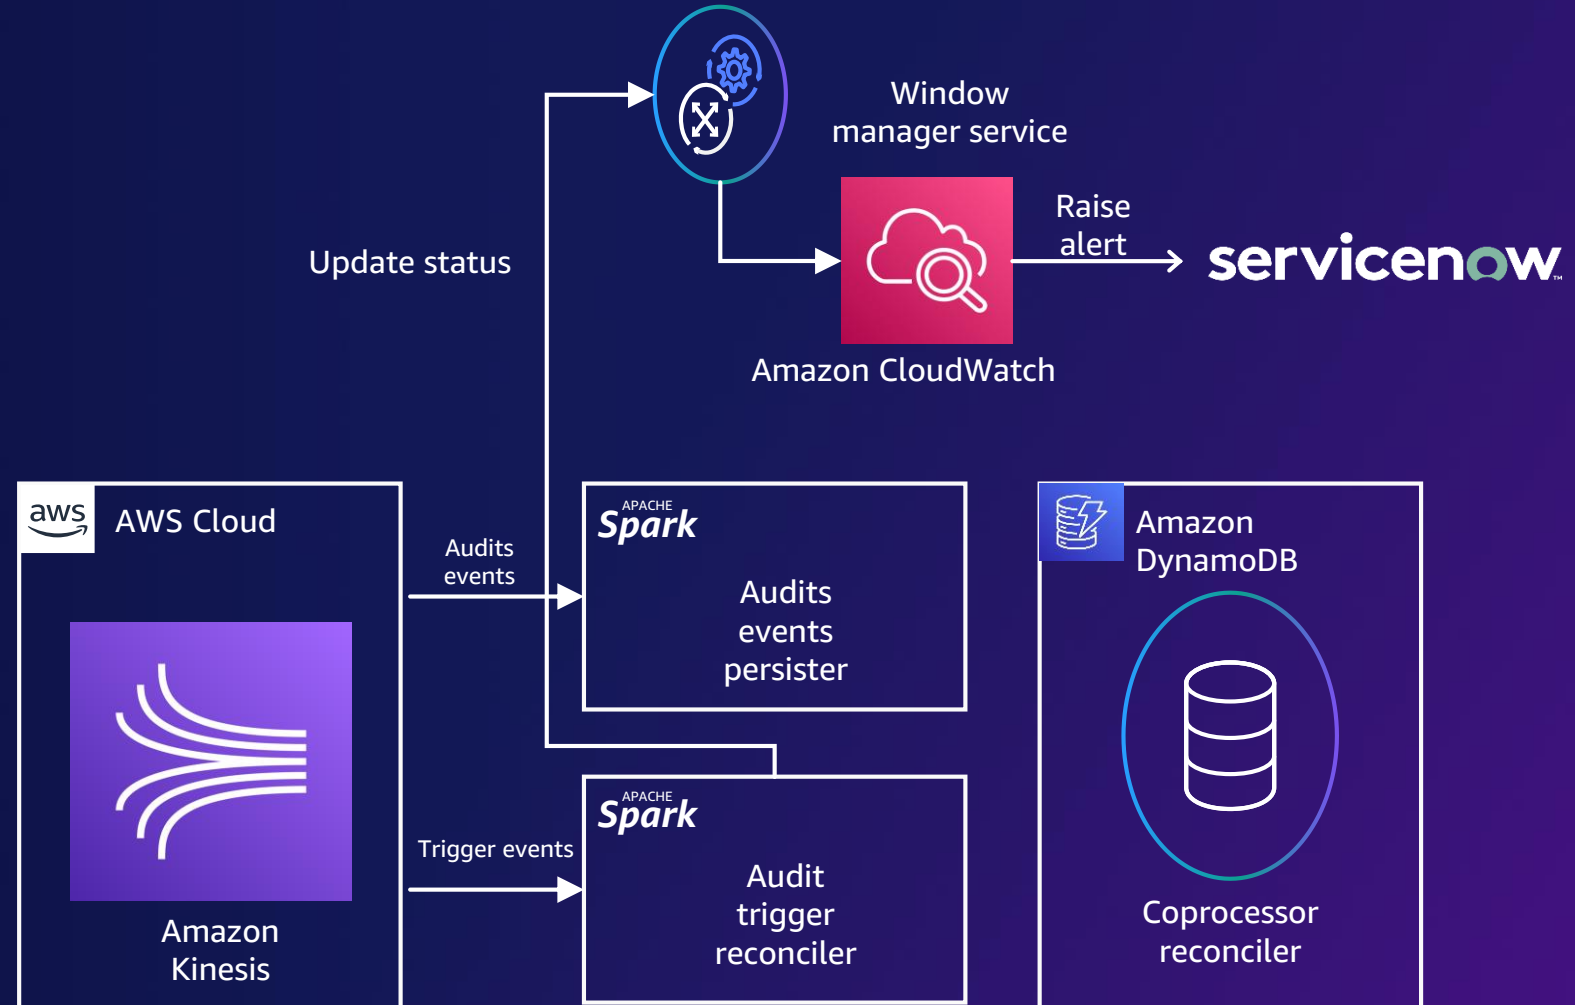 Window
manager service
Update status
Raise
alert
servicenow™
Amazon CloudWatch
aws
AWS Cloud
Amazon
Kinesis
Audits
events
Trigger events
APACHE
Spark
Audits
events
persister
APACHE
Spark
Audit
trigger
reconciler
Amazon
DynamoDB
Coprocessor
reconciler